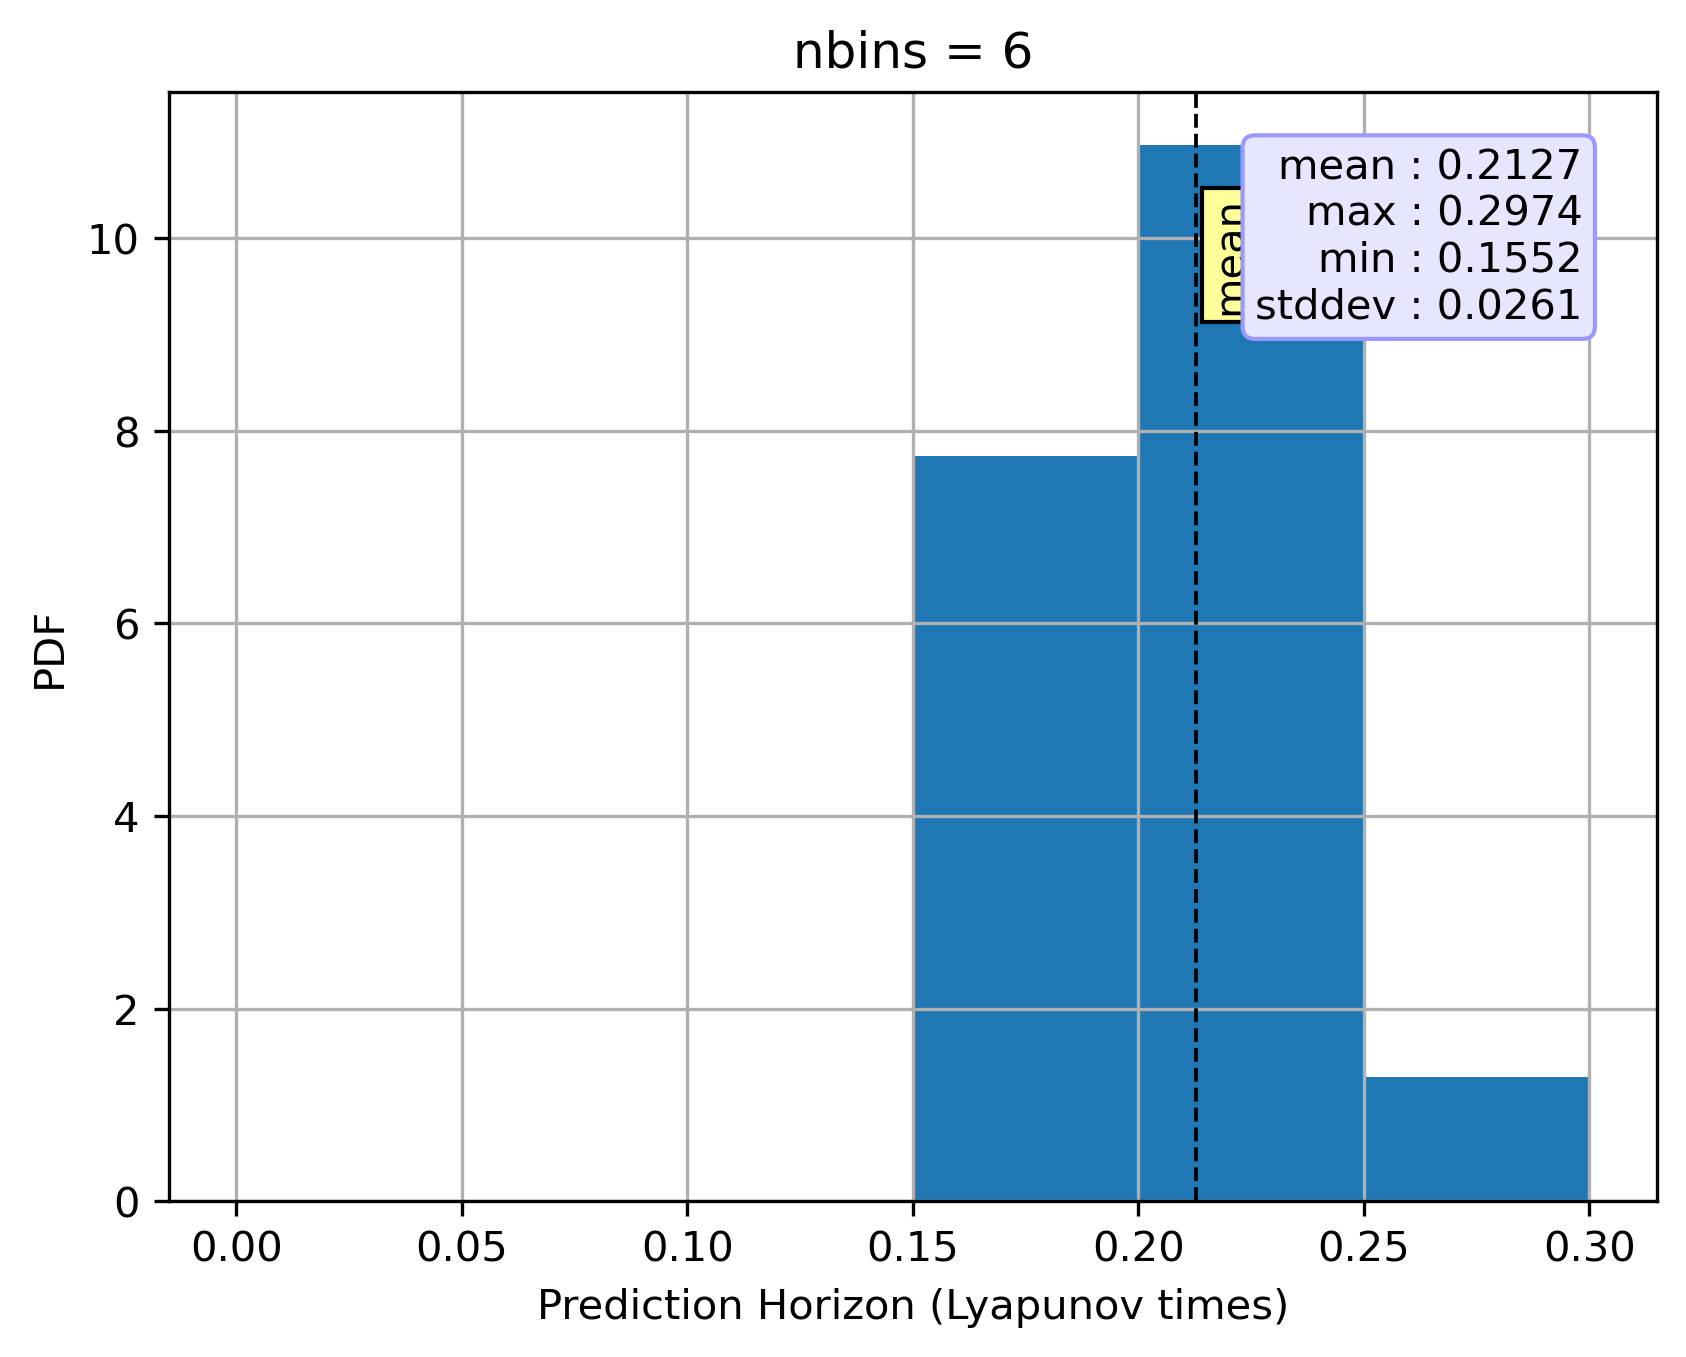 nbins = 6
mean : 0.2127
max : 0.2974
min : 0.1552
stddev : 0.0261
mean
PDF
10
8
6
4
2
0
0.00 0.05 0.10 0.15 0.20 0.25 0.30
Prediction Horizon (Lyapunov times)